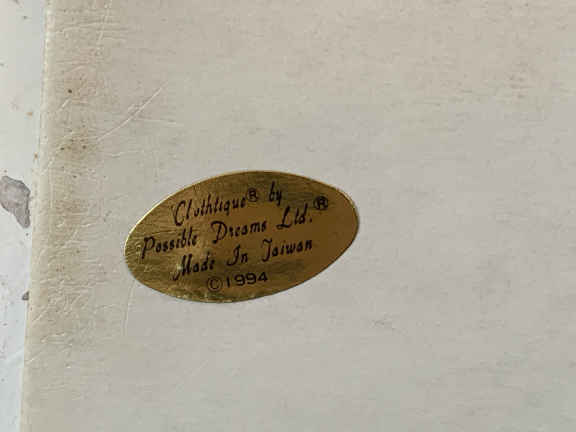 Clothtique® by
Possible Dreams Ltd.®
Made In Taiwan
©1994